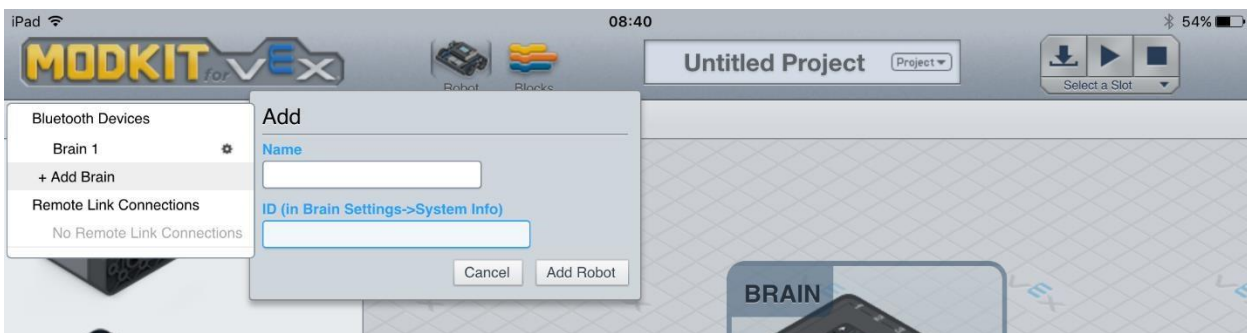 iPad
08:40
54%
MODKIT for VEX
Robot
Blocks
Untitled Project
Project
Select a Slot
Bluetooth Devices
Brain 1
+ Add Brain
Remote Link Connections
No Remote Link Connections
Add
Name
ID (in Brain Settings->System Info)
Cancel
Add Robot
BRAIN